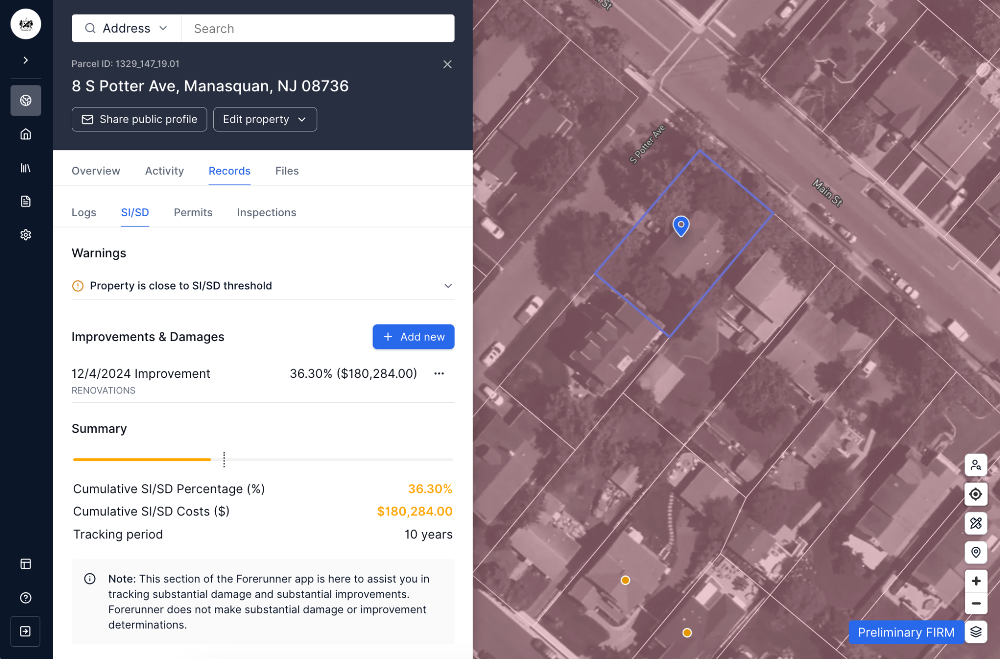 Address
Search
Parcel ID: 1329_147_19.01
8 S Potter Ave, Manasquan, NJ 08736
Share public profile
Edit property
Overview
Activity
Records
Files
Logs
SI/SD
Permits
Inspections
Warnings
Property is close to SI/SD threshold
Improvements & Damages
Add new
12/4/2024 Improvement
36.30% ($180,284.00)
RENOVATIONS
Summary
Cumulative SI/SD Percentage (%)
36.30%
Cumulative SI/SD Costs ($)
$180,284.00
Tracking period
10 years
Note: This section of the Forerunner app is here to assist you in
tracking substantial damage and substantial improvements.
Forerunner does not make substantial damage or improvement
determinations.
St
S Potter Ave
Main St
Preliminary FIRM